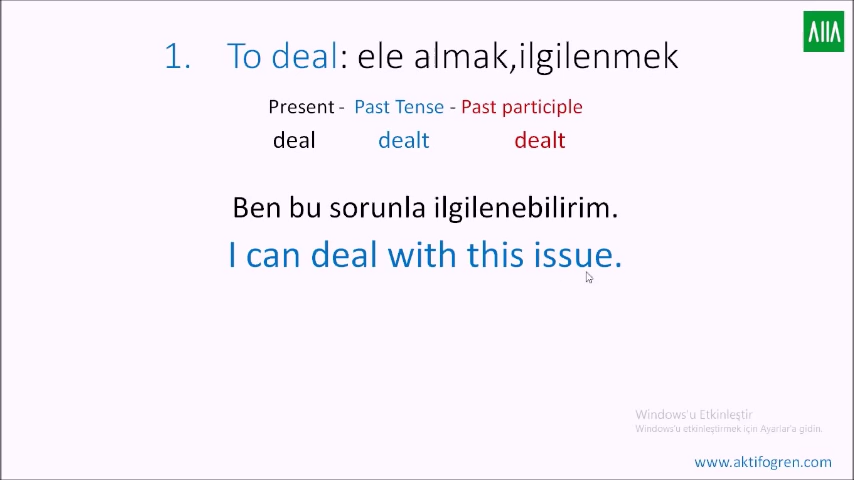 1. To deal: ele almak,ilgilenmek
Present - Past Tense - Past participle
deal dealt dealt
Ben bu sorunla ilgilenebilirim.
I can deal with this issue.
Windows'u Etkinleştir
Windows'u etkinleştirmek için Ayarlar'a gidin.
www.aktifogren.com